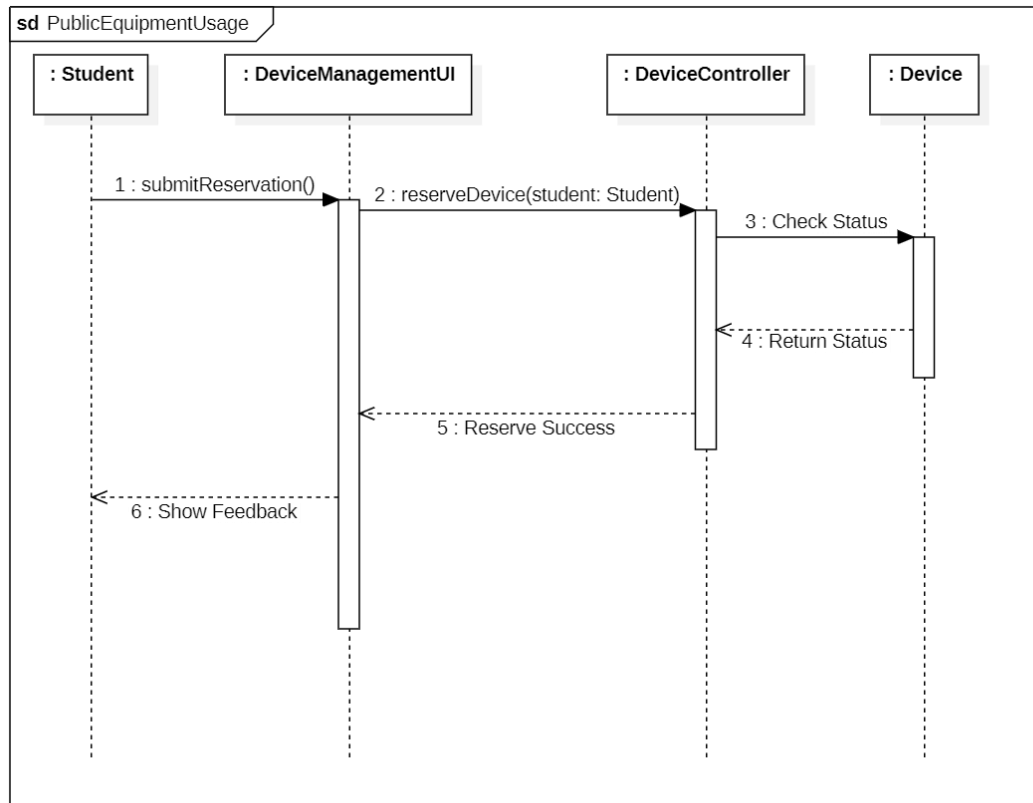 sd PublicEquipmentUsage
: Student
: DeviceManagementUI
: DeviceController
: Device
1 : submitReservation()
2 : reserveDevice(student: Student)
3 : Check Status
4 : Return Status
5 : Reserve Success
6 : Show Feedback